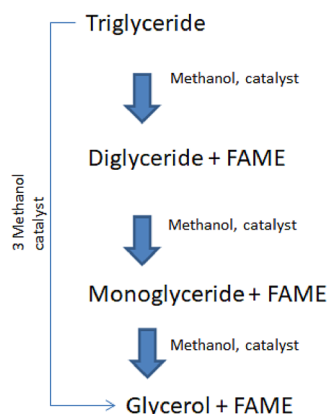 Triglyceride
Methanol, catalyst
Diglyceride + FAME
3 Methanol
catalyst
Methanol, catalyst
Monoglyceride + FAME
Methanol, catalyst
Glycerol + FAME